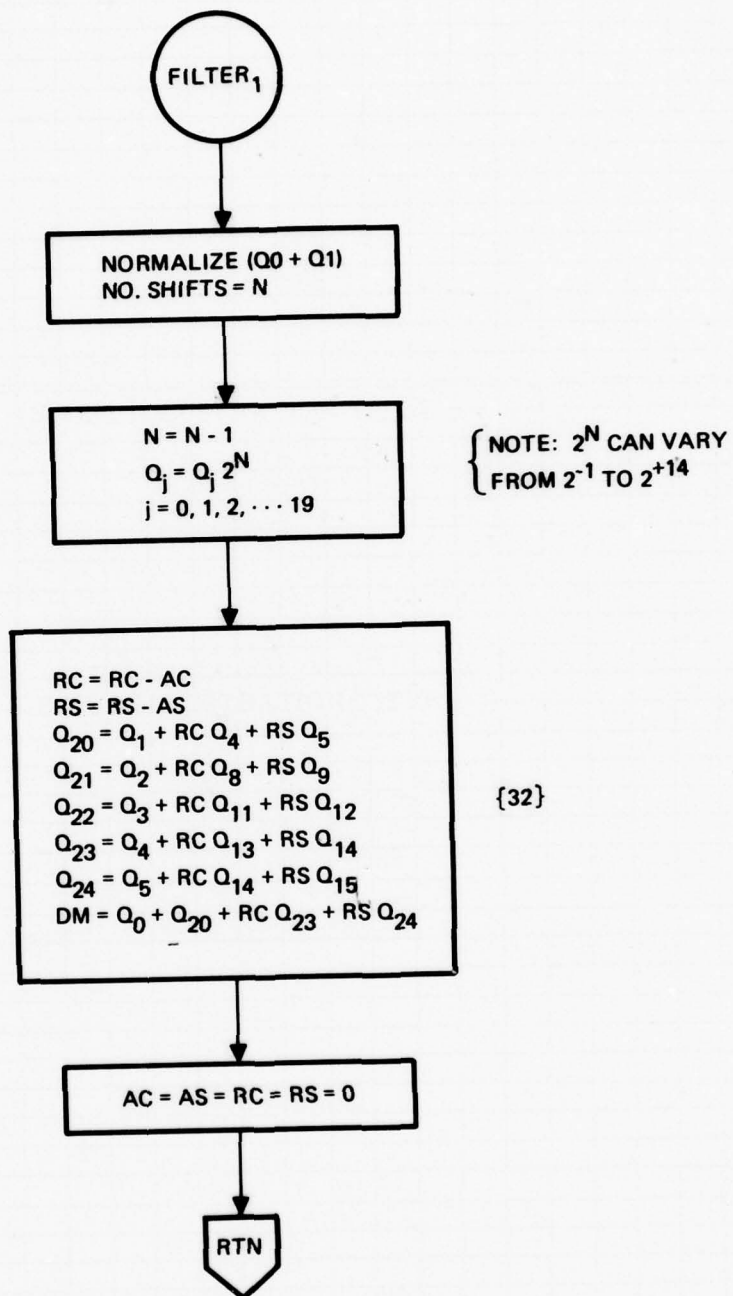 FILTER₁
NORMALIZE (Q0 + Q1)
NO. SHIFTS = N
N = N - 1
Qⱼ = Qⱼ 2ᴺ
j = 0, 1, 2, · · · 19
{ NOTE: 2ᴺ CAN VARY
FROM 2⁻¹ TO 2⁺¹⁴
RC = RC - AC
RS = RS - AS
Q₂₀ = Q₁ + RC Q₄ + RS Q₅
Q₂₁ = Q₂ + RC Q₈ + RS Q₉
Q₂₂ = Q₃ + RC Q₁₁ + RS Q₁₂
Q₂₃ = Q₄ + RC Q₁₃ + RS Q₁₄
Q₂₄ = Q₅ + RC Q₁₄ + RS Q₁₅
DM = Q₀ + Q₂₀ + RC Q₂₃ + RS Q₂₄
{32}
AC = AS = RC = RS = 0
RTN